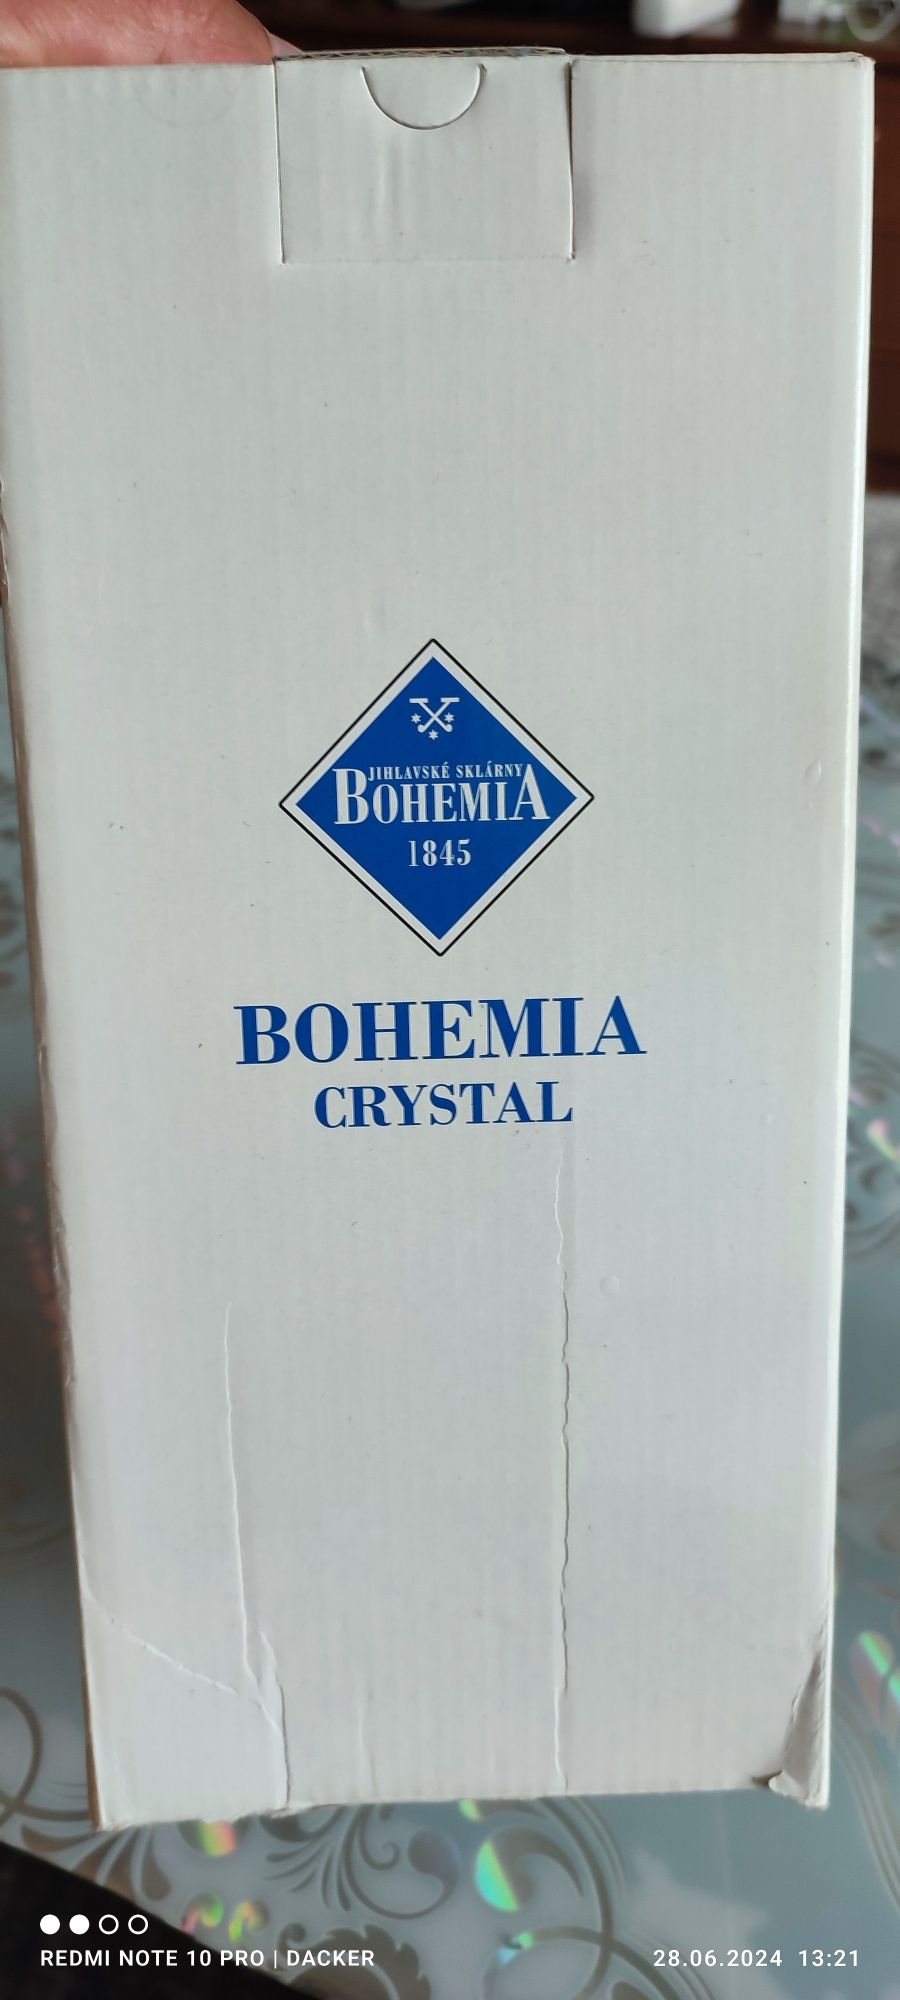 JIHLAVSKÉ SKLÁRNY
BOHEMIA
1845
BOHEMIA
CRYSTAL
REDMI NOTE 10 PRO | DACKER
28.06.2024 13:21